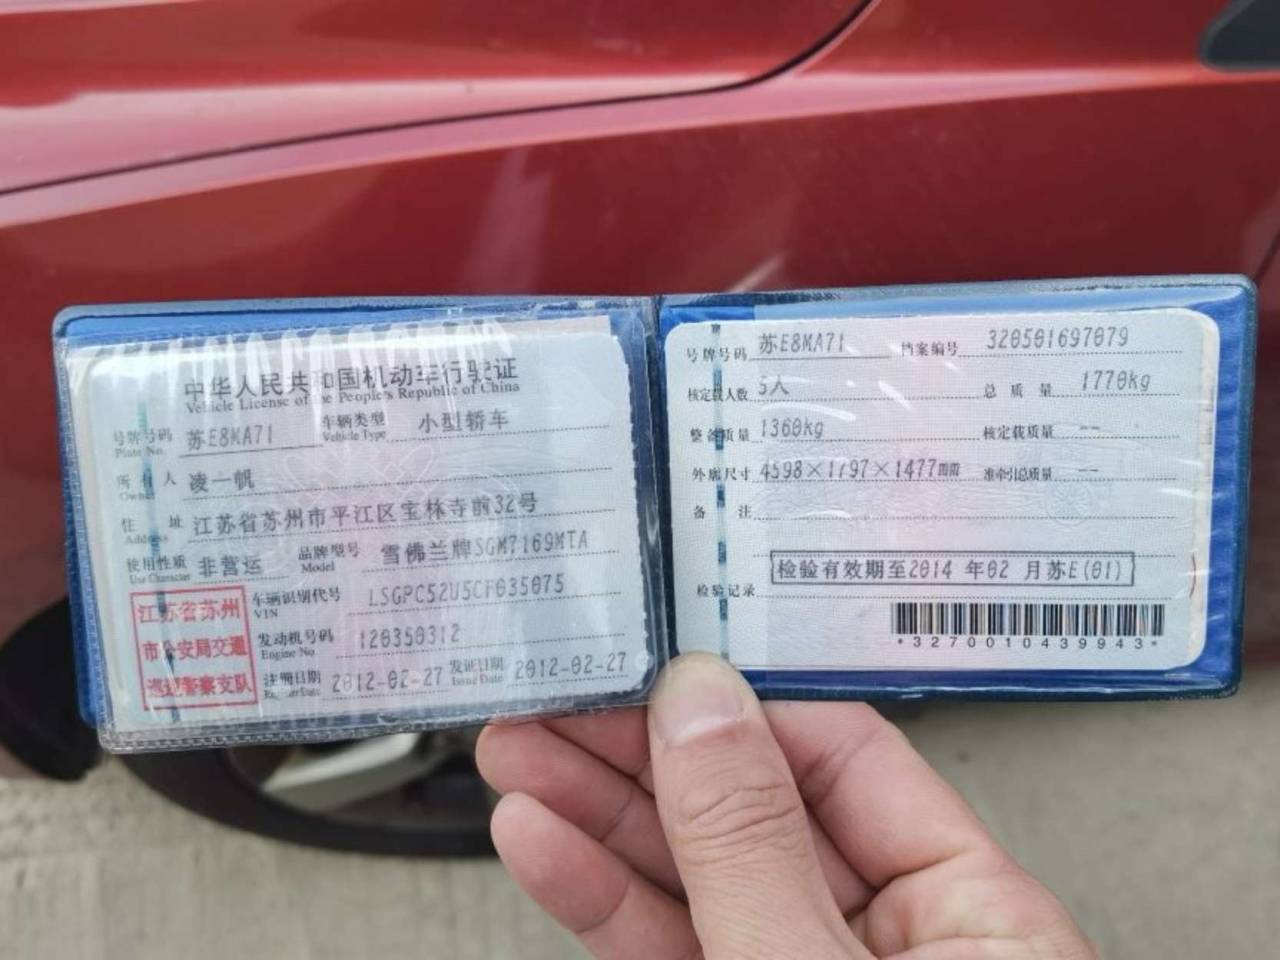 中华人民共和国机动车行驶证
Vehicle License of the People's Republic of China
号牌号码 苏E8MA71 车辆类型 小型轿车
Plate No. Vehicle Type
所有人 凌一帆
Owner
住址 江苏省苏州市平江区宝林寺前32号
Address
使用性质 非营运 品牌型号 雪佛兰牌SGM7169MTA
Use Character Model
江苏省苏州
市公安局交通
巡逻警察支队
车辆识别代号 LSGPC52U5CF035075
VIN
发动机号码 120350312
Engine No.
注册日期 2012-02-27 发证日期 2012-02-27
Register Date Issue Date
号牌号码 苏E8MA71 档案编号 320501697079
核定载人数 5人 总质量 1770kg
整备质量 1360kg 核定载质量 --
外廓尺寸 4598×1797×1477mm 准牵引总质量 --
备注
检验有效期至2014 年02 月苏E(01)
检验记录
*3270010439943*